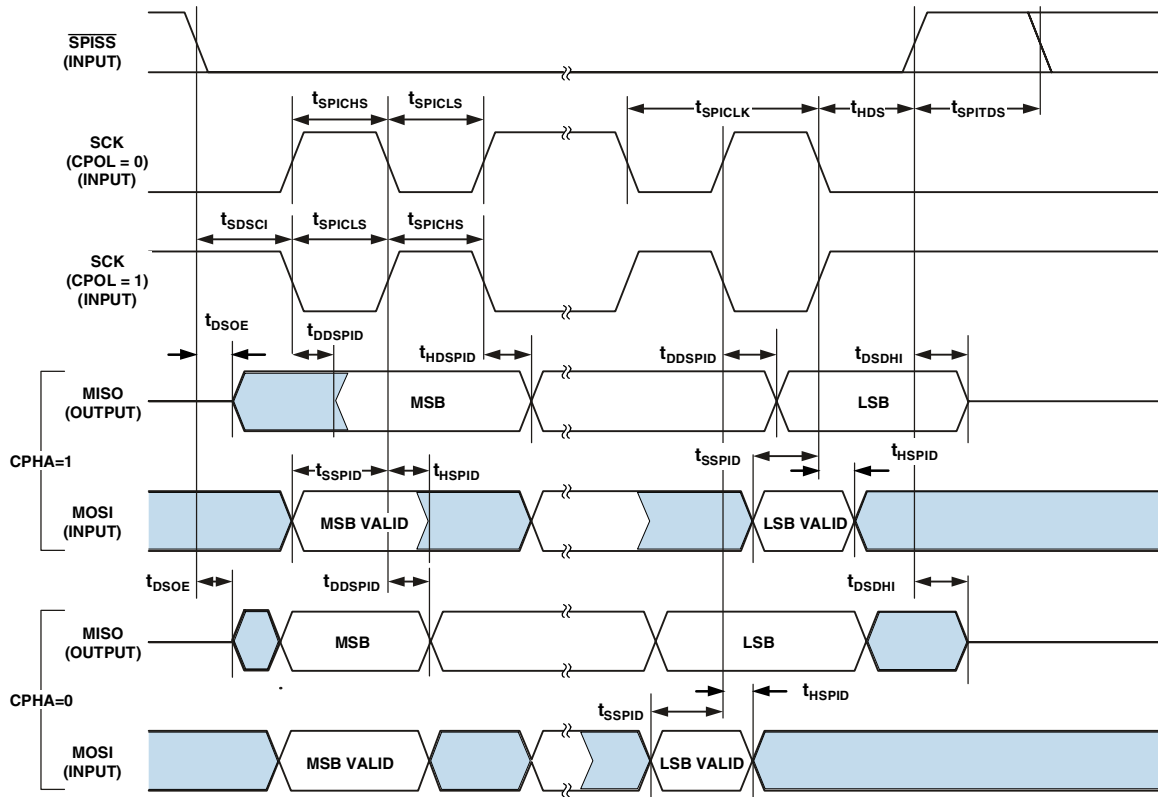 SPISS
(INPUT)
tSPICHS
tSPICLS
tSPICLK
tHDS
tSPITDS
SCK
(CPOL = 0)
(INPUT)
tSDSCI
tSPICLS
tSPICHS
SCK
(CPOL = 1)
(INPUT)
tDSOE
tDDSPID
tHDSPID
tDDSPID
tDSDHI
MISO
(OUTPUT)
MSB
LSB
CPHA=1
tSSPID
tHSPID
tSSPID
tHSPID
MOSI
(INPUT)
MSB VALID
LSB VALID
tDSOE
tDDSPID
tDSDHI
MISO
(OUTPUT)
MSB
LSB
CPHA=0
tSSPID
tHSPID
MOSI
(INPUT)
MSB VALID
LSB VALID